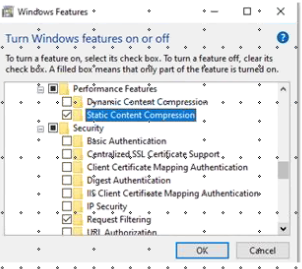 Windows Features
Turn Windows features on or off
To turn a feature on, select its check box. To turn a feature off, clear its
check box. A filled box means that only part of the feature is turned on.
Performance Features
Dynamic Content Compression
Static Content Compression
Security
Basic Authentication
Centralized SSL Certificate Support
Client Certificate Mapping Authentication
Digest Authentication
IIS Client Certificate Mapping Authentication
IP Security
Request Filtering
URL Authorization
OK Cancel